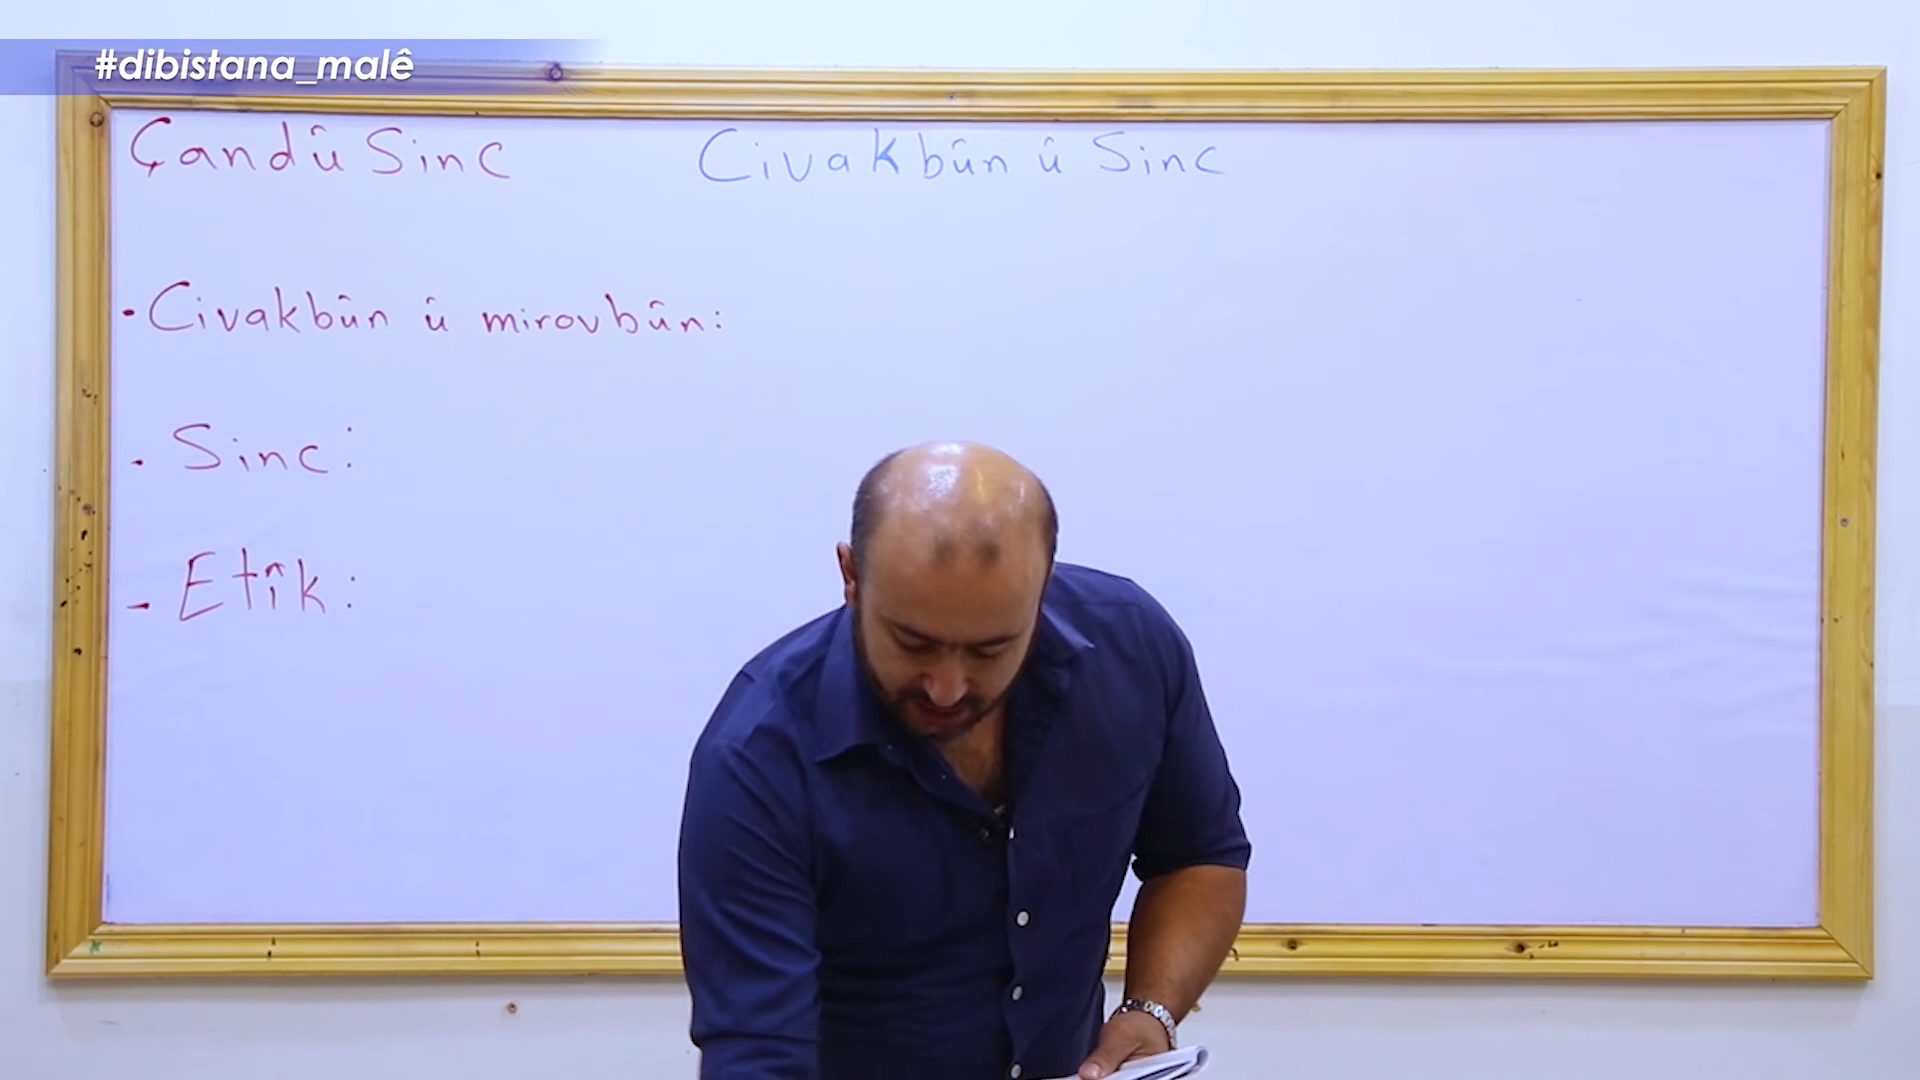 #dibistana_malê
Çand û Sinc
Civakbûn û Sinc
• Civakbûn û mirovbûn:
. Sinc:
- Etîk: